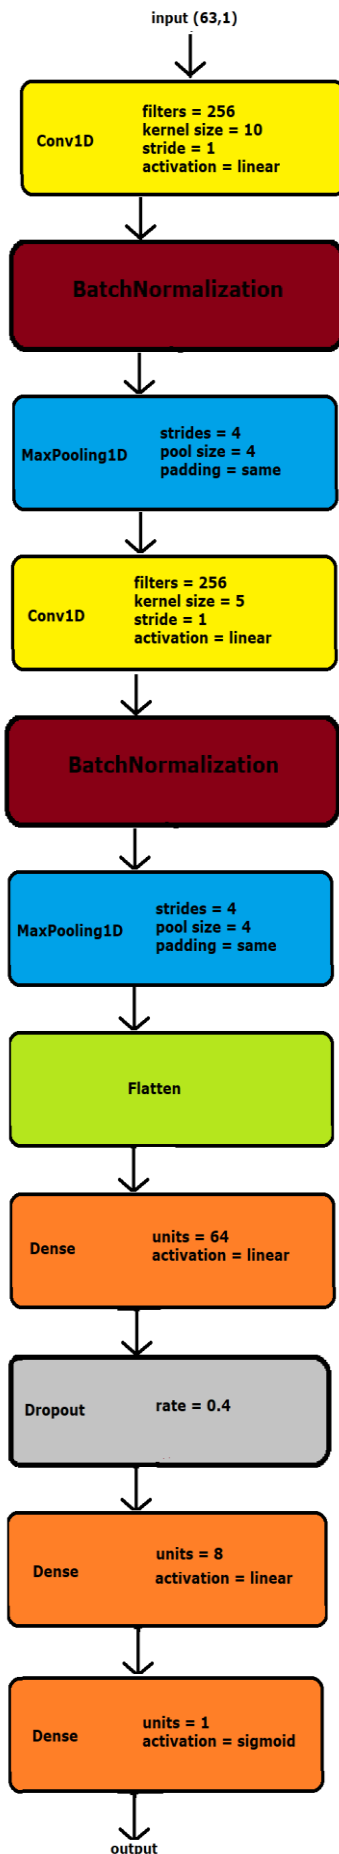 input (63,1)
Conv1D
filters = 256
kernel size = 10
stride = 1
activation = linear
BatchNormalization
MaxPooling1D
strides = 4
pool size = 4
padding = same
Conv1D
filters = 256
kernel size = 5
stride = 1
activation = linear
BatchNormalization
MaxPooling1D
strides = 4
pool size = 4
padding = same
Flatten
Dense
units = 64
activation = linear
Dropout
rate = 0.4
Dense
units = 8
activation = linear
Dense
units = 1
activation = sigmoid
output